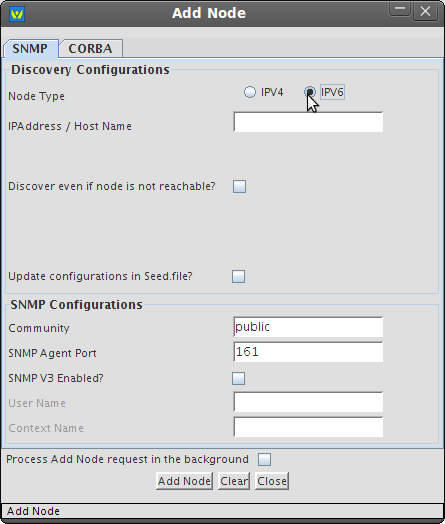 Add Node
SNMP CORBA
Discovery Configurations
Node Type IPV4 IPV6
IPAddress / Host Name
Discover even if node is not reachable?
Update configurations in Seed.file?
SNMP Configurations
Community public
SNMP Agent Port 161
SNMP V3 Enabled?
User Name
Context Name
Process Add Node request in the background
Add Node Clear Close
Add Node